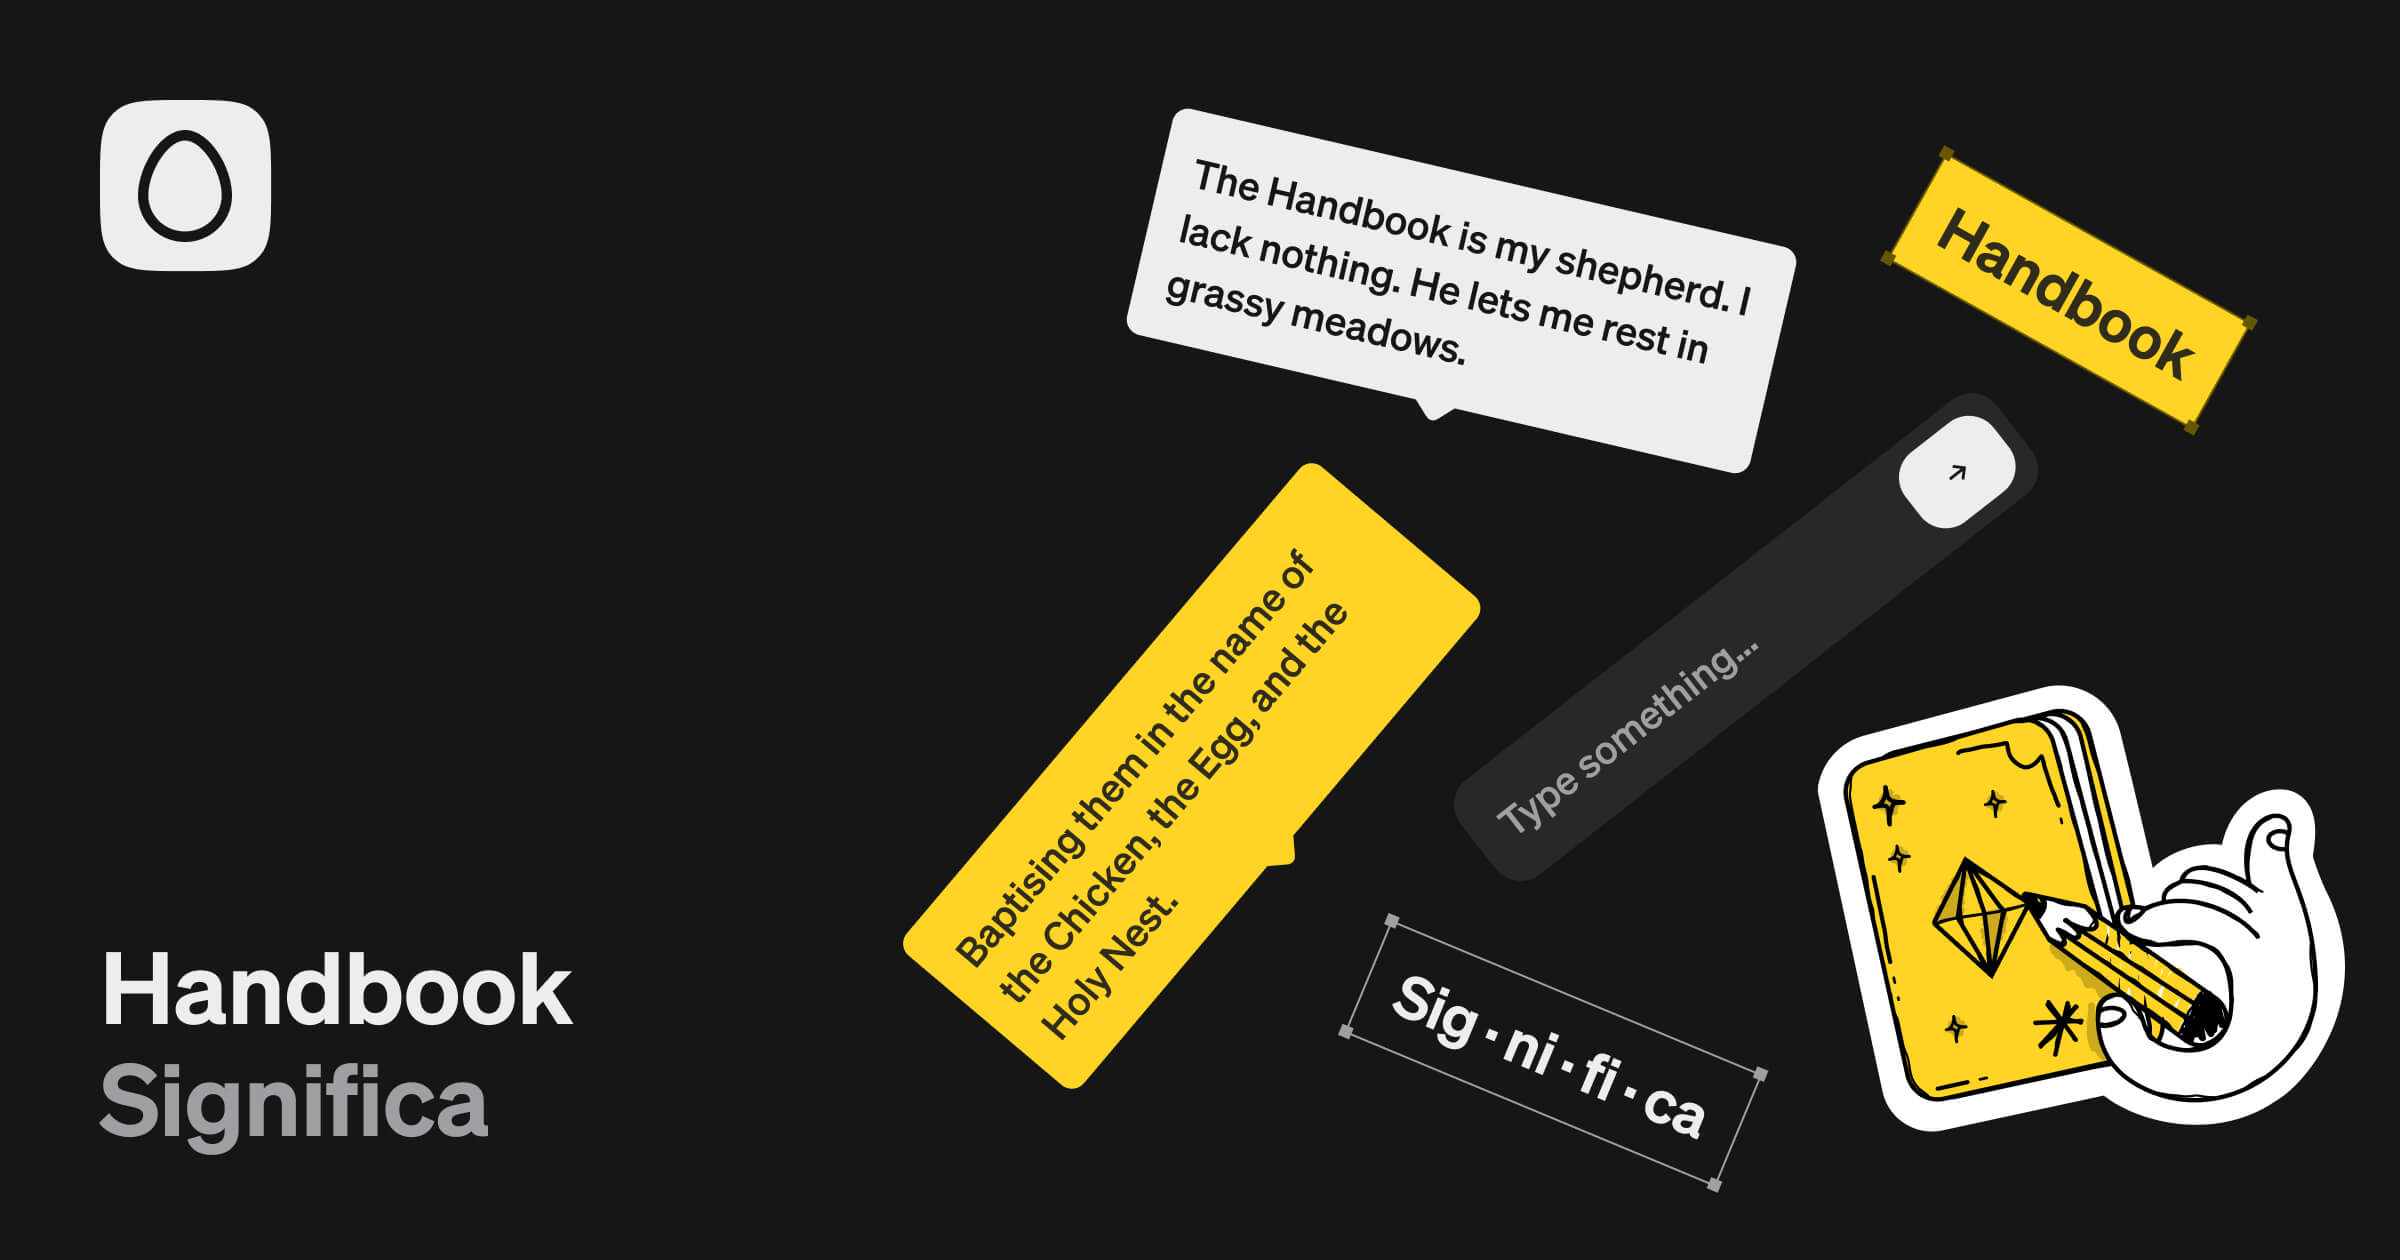 The Handbook is my shepherd. I
lack nothing. He lets me rest in
grassy meadows.
Handbook
Baptising them in the name of
the Chicken, the Egg, and the
Holy Nest.
Type something...
Sig·ni·fi·ca
Handbook
Significa